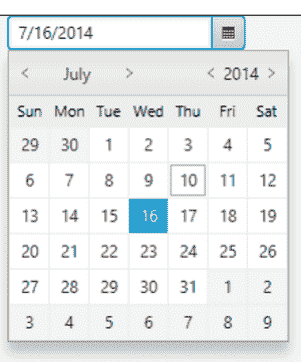 7/16/2014
< July > < 2014 >
Sun Mon Tue Wed Thu Fri Sat
29 30 1 2 3 4 5
6 7 8 9 10 11 12
13 14 15 16 17 18 19
20 21 22 23 24 25 26
27 28 29 30 31 1 2
3 4 5 6 7 8 9